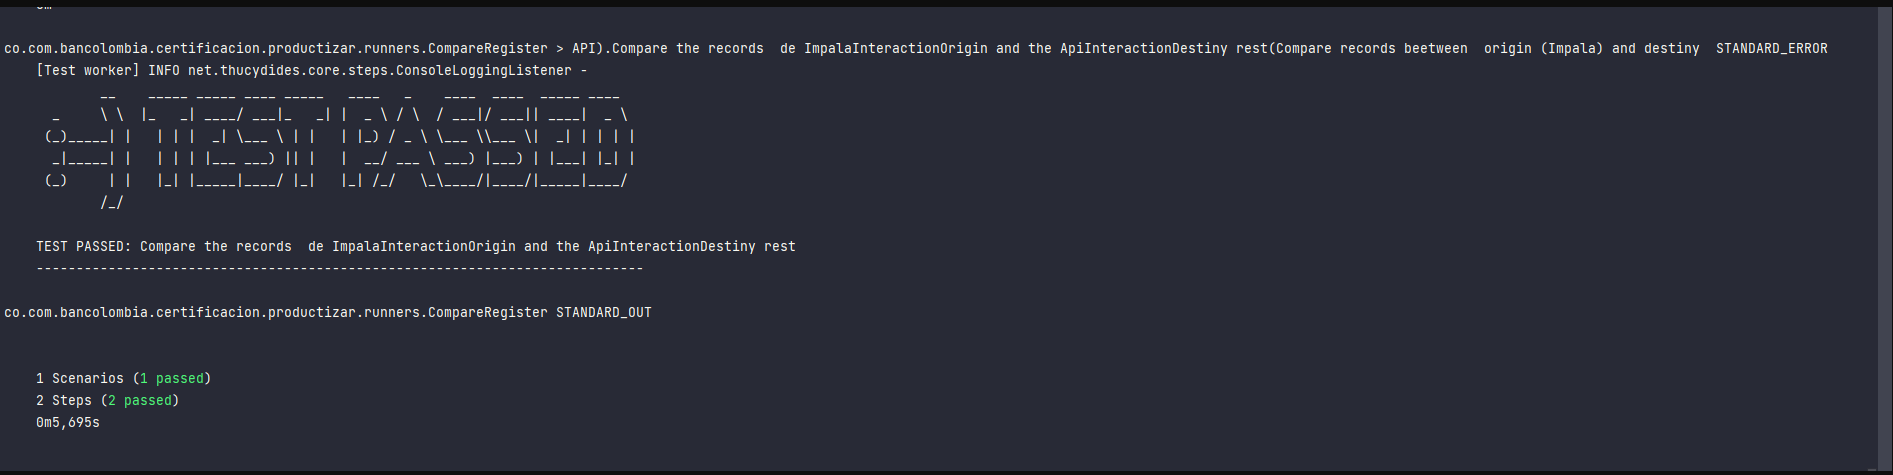 co.com.bancolombia.certificacion.productizar.runners.CompareRegister > API).Compare the records  de ImpalaInteractionOrigin and the ApiInteractionDestiny rest(Compare records beetween  origin (Impala) and destiny  STANDARD_ERROR
[Test worker] INFO net.thucydides.core.steps.ConsoleLoggingListener -
:-) TEST PASSED
TEST PASSED: Compare the records  de ImpalaInteractionOrigin and the ApiInteractionDestiny rest
----------------------------------------------------------------------------
co.com.bancolombia.certificacion.productizar.runners.CompareRegister STANDARD_OUT
1 Scenarios (1 passed)
2 Steps (2 passed)
0m5,695s